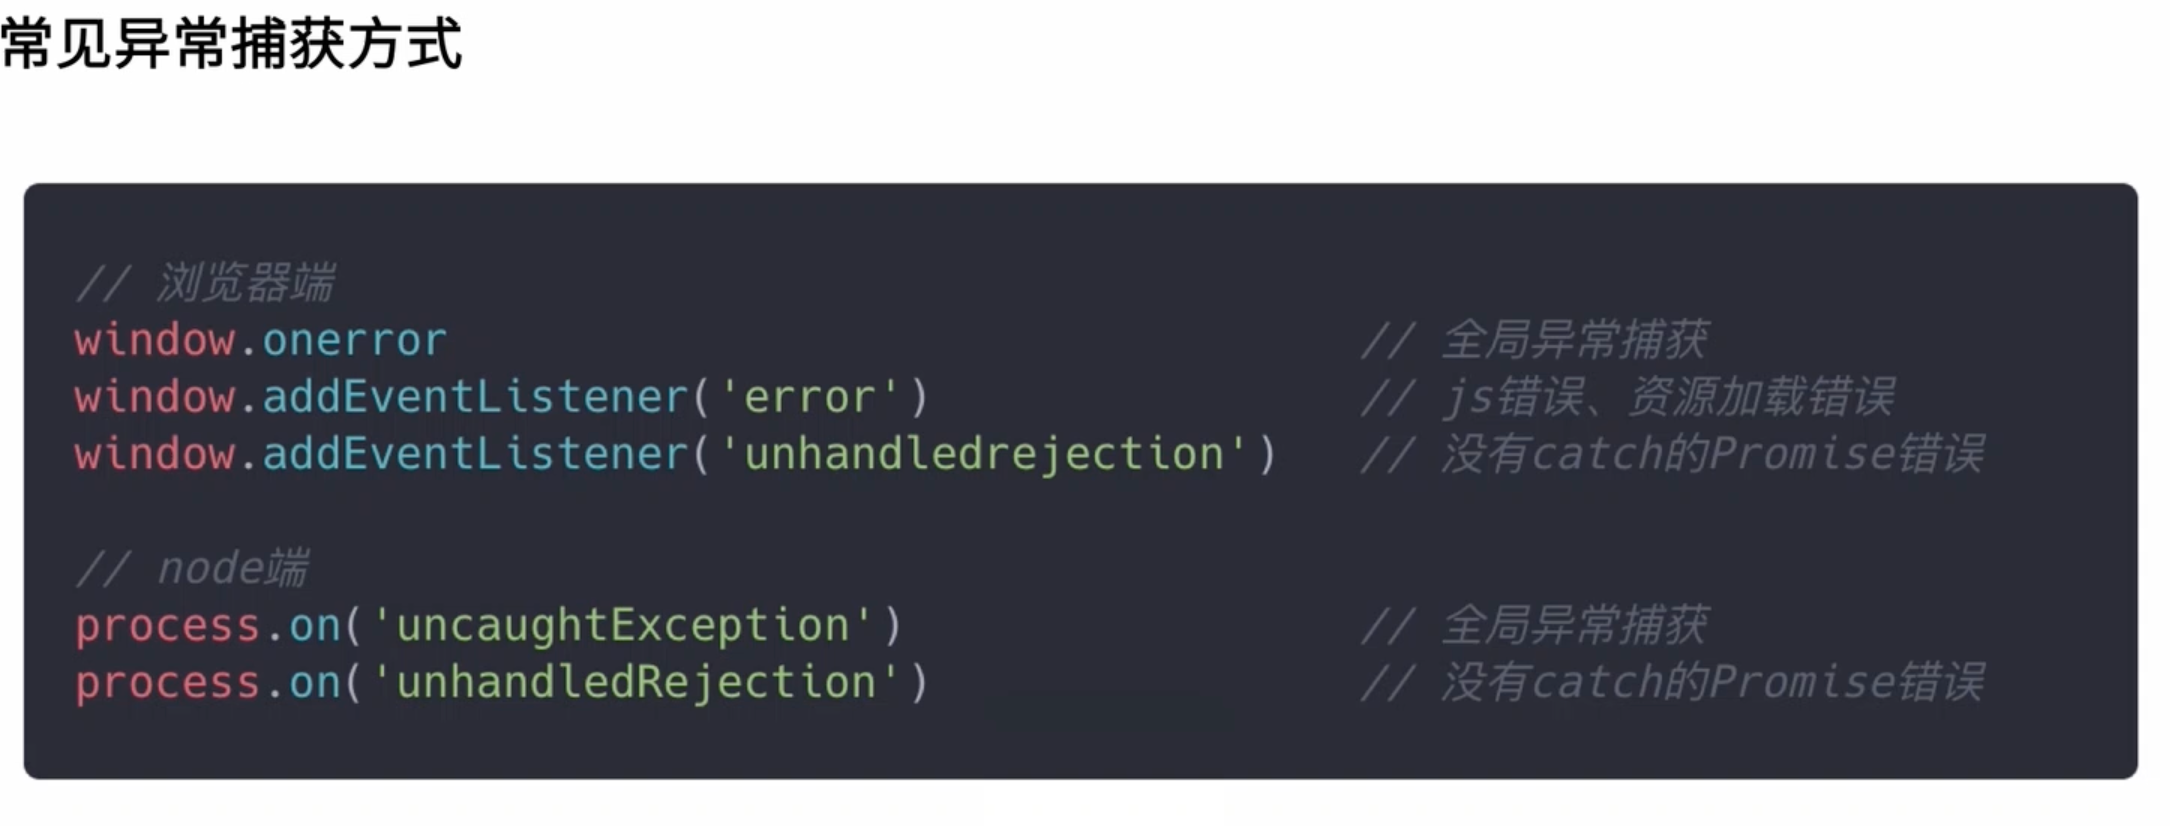 常见异常捕获方式
// 浏览器端
window.onerror // 全局异常捕获
window.addEventListener('error') // js错误、资源加载错误
window.addEventListener('unhandledrejection') // 没有catch的Promise错误
// node端
process.on('uncaughtException') // 全局异常捕获
process.on('unhandledRejection') // 没有catch的Promise错误